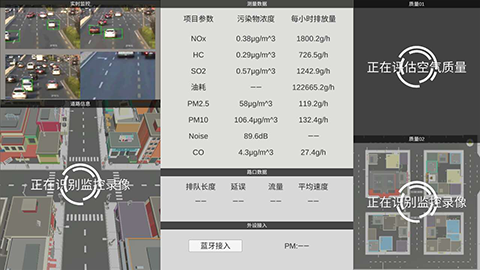 实时监控
测量数据
质量01
项目参数 污染物浓度 每小时排放量
NOx 0.38μg/m^3 1800.2g/h
HC 0.29μg/m^3 726.5g/h
SO2 0.57μg/m^3 1242.9g/h
油耗 —— 122665.2g/h
PM2.5 58μg/m^3 119.2g/h
PM10 106.4μg/m^3 132.4g/h
Noise 89.6dB ——
CO 4.3μg/m^3 27.4g/h
正在评估空气质量
道路信息
正在识别监控录像
路口数据
排队长度 延误 流量 平均速度
—— —— —— ——
外设接入
蓝牙接入 PM:——
质量02
正在识别监控录像